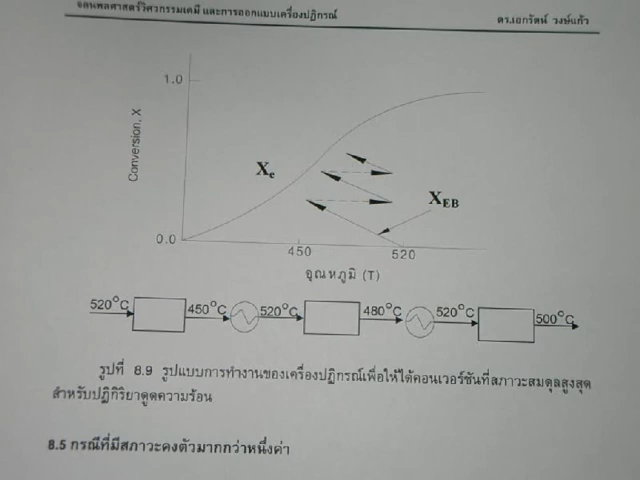 จลนพลศาสตร์วิศวกรรมเคมี และการออกแบบเครื่องปฏิกรณ์
ดร.เอกรัตน์ วงษ์แก้ว
1.0
Conversion, X
Xe
XEB
0.0
450
520
อุณหภูมิ (T)
520°C
450°C
520°C
480°C
520°C
500°C
รูปที่ 8.9 รูปแบบการทำงานของเครื่องปฏิกรณ์เพื่อให้ได้คอนเวอร์ชันที่สภาวะสมดุลสูงสุด
สำหรับปฏิกิริยาดูดความร้อน
8.5 กรณีที่มีสภาวะคงตัวมากกว่าหนึ่งค่า